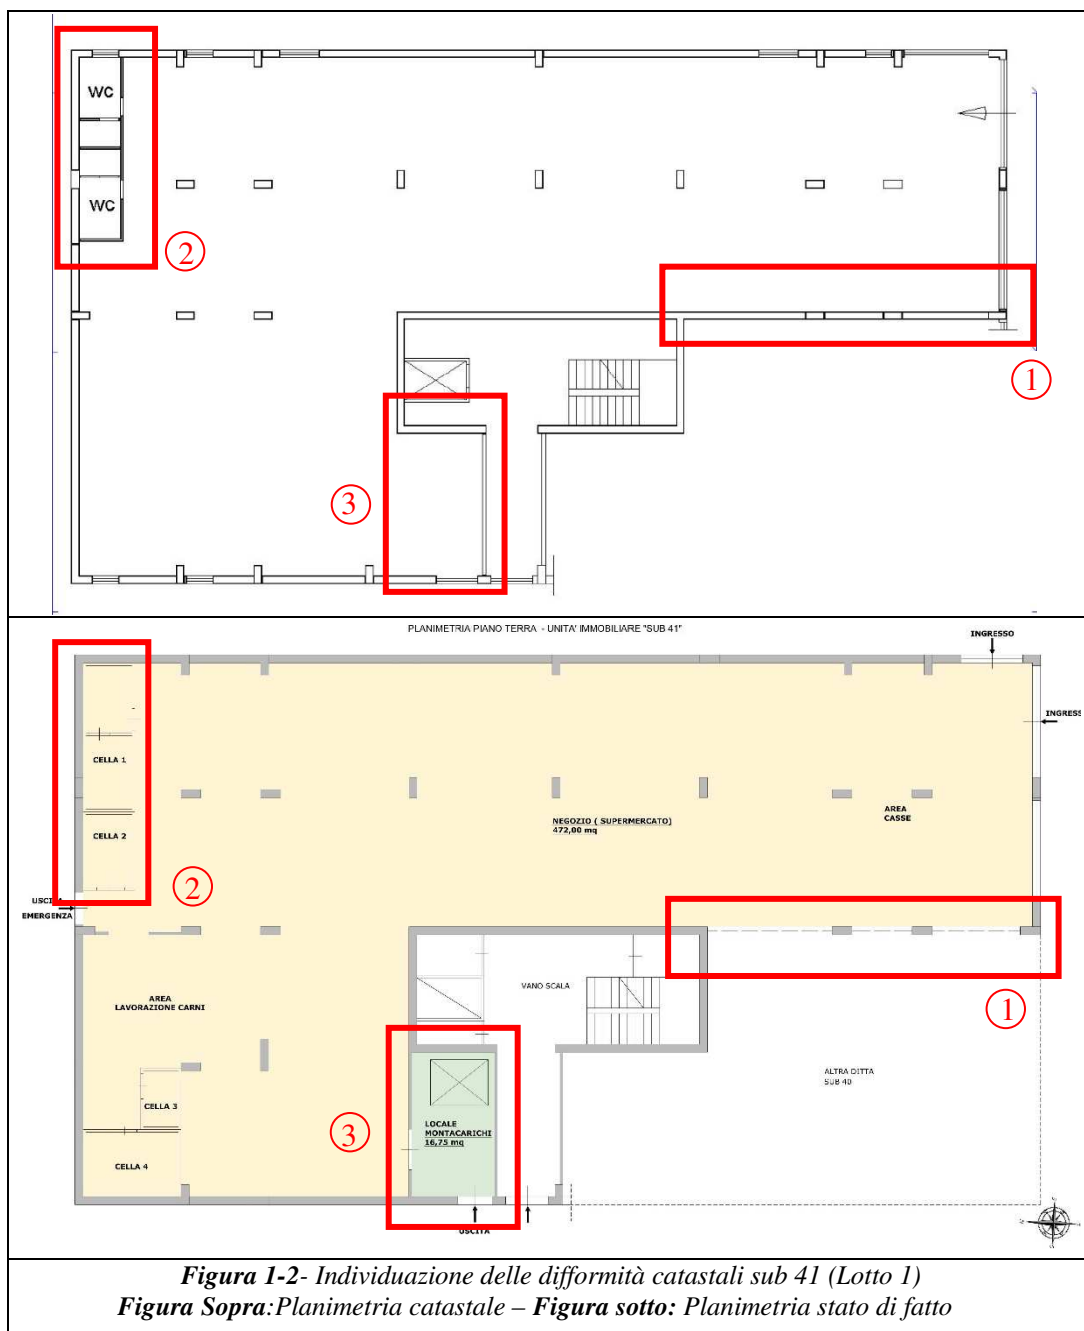 WC
WC
2
1
3
PLANIMETRIA PIANO TERRA - UNITA' IMMOBILIARE "SUB 41"
INGRESSO
INGRESS
CELLA 1
NEGOZIO ( SUPERMERCATO)
472,00 mq
AREA
CASSE
CELLA 2
2
USCITA
EMERGENZA
AREA
LAVORAZIONE CARNI
VANO SCALA
1
ALTRA DITTA
SUB 40
CELLA 3
3
LOCALE
MONTACARICHI
16,75 mq
CELLA 4
USCITA
Figura 1-2- Individuazione delle difformità catastali sub 41 (Lotto 1)
Figura Sopra:Planimetria catastale – Figura sotto: Planimetria stato di fatto